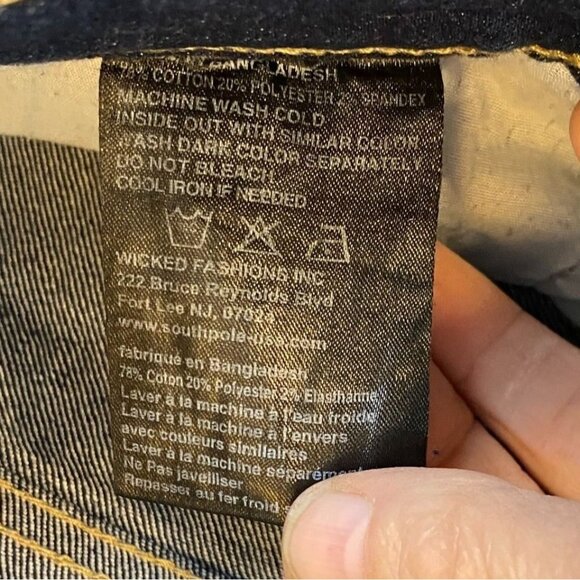 BANGLADESH
78% COTTON 20% POLYESTER 2% SPANDEX
MACHINE WASH COLD
INSIDE OUT WITH SIMILAR COLOR
WASH DARK COLOR SEPARATELY
DO NOT BLEACH
COOL IRON IF NEEDED
WICKED FASHIONS INC
222 Bruce Reynolds Blvd
Fort Lee NJ, 07024
www.southpole-usa.com
fabriqué en Bangladesh
78% Coton 20% Polyester 2% Elasthanne
Laver à la machine à l'eau froide
Laver à la machine à l'envers
avec couleurs similaires
Laver à la machine séparém
Ne Pas javelliser
Repasser au fer froid s